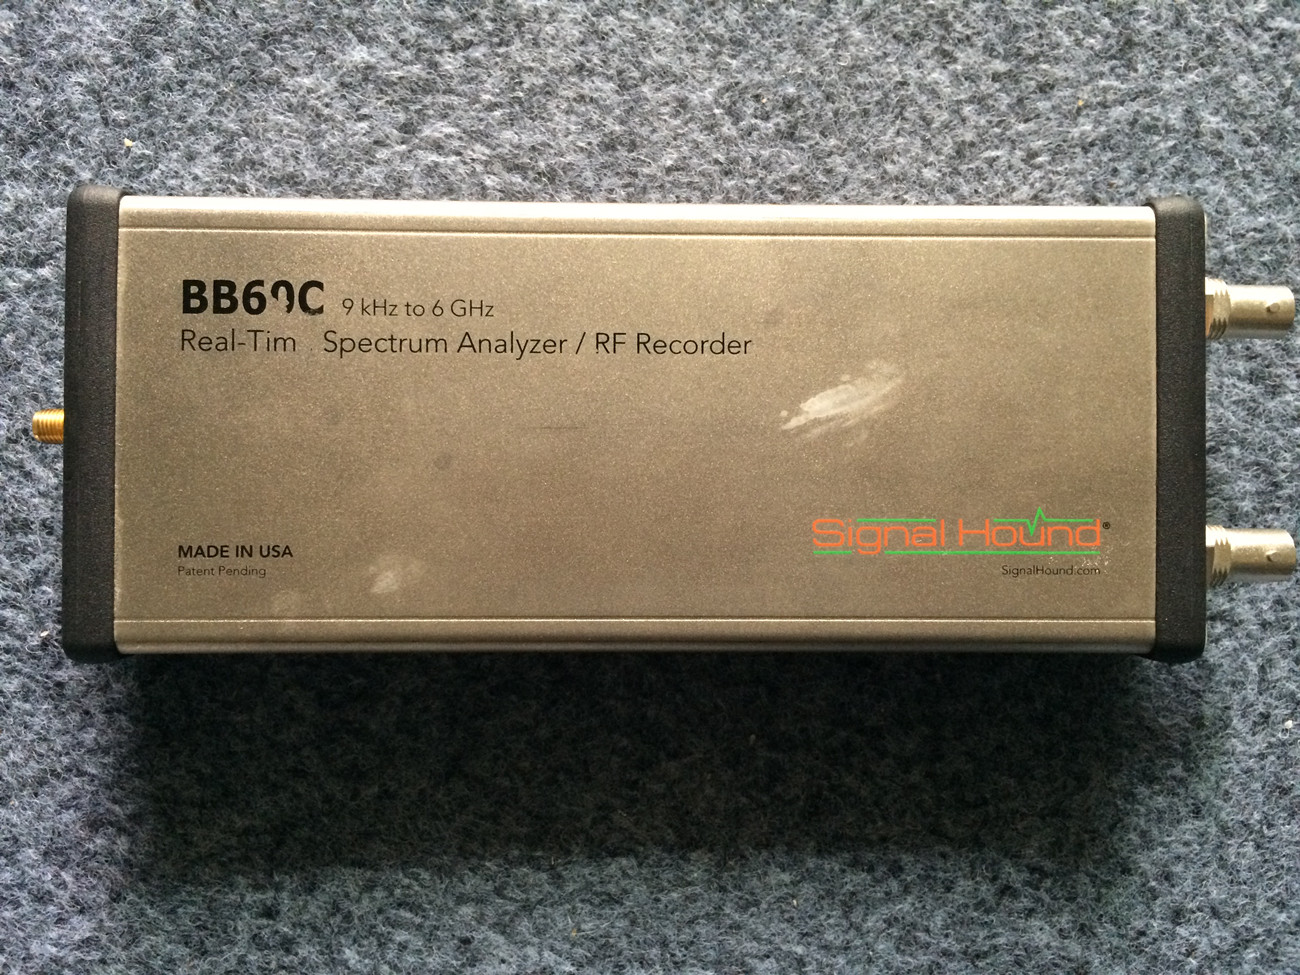 BB60C 9 kHz to 6 GHz
Real-Tim Spectrum Analyzer / RF Recorder
MADE IN USA
Patent Pending
Signal Hound®
SignalHound.com